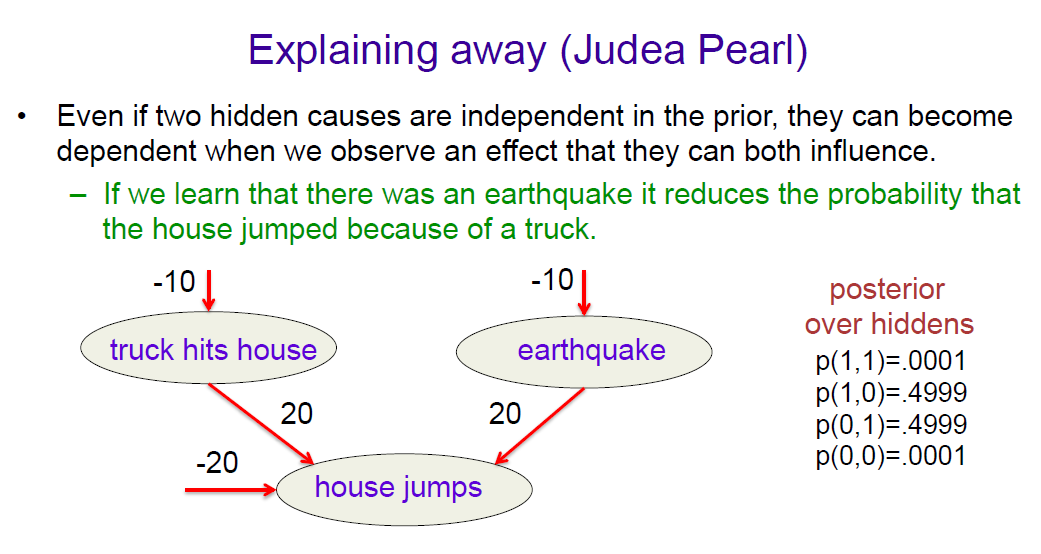 Explaining away (Judea Pearl)
• Even if two hidden causes are independent in the prior, they can become
dependent when we observe an effect that they can both influence.
– If we learn that there was an earthquake it reduces the probability that
the house jumped because of a truck.
-10
-10
truck hits house
earthquake
20
20
-20
house jumps
posterior
over hiddens
p(1,1)=.0001
p(1,0)=.4999
p(0,1)=.4999
p(0,0)=.0001